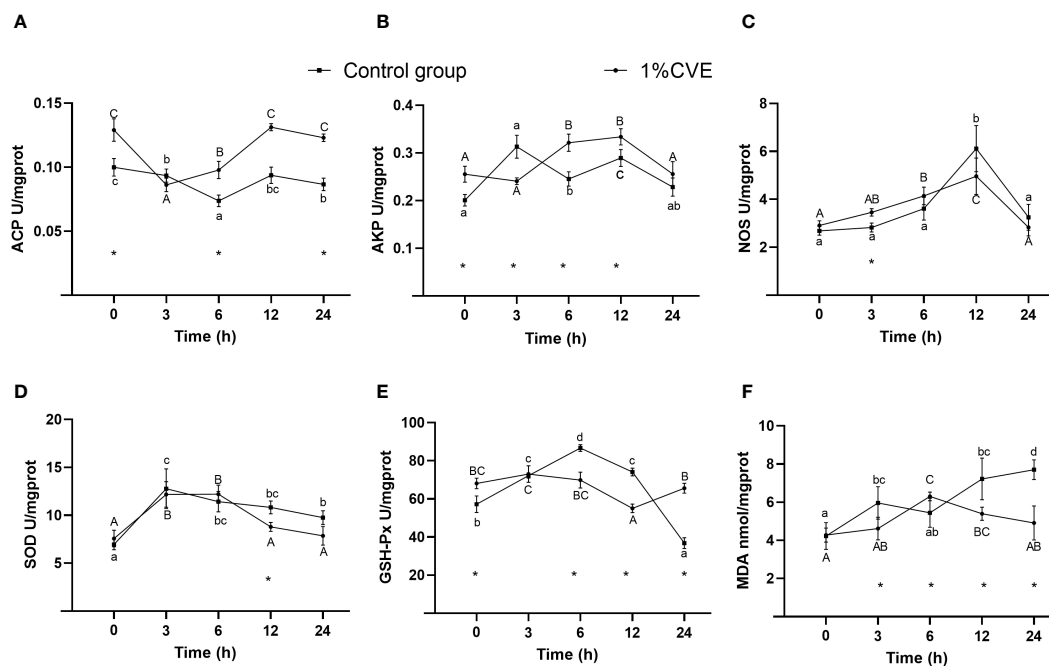 A
B
C
Control group
1%CVE
ACP U/mgprot
0.15
0.10
0.05
C
c
b
A
B
a
C
bc
C
b
*
*
*
0
3
6
12
24
Time (h)
AKP U/mgprot
0.4
0.3
0.2
0.1
A
a
a
A
B
b
B
c
A
ab
*
*
*
*
0
3
6
12
24
Time (h)
NOS U/mgprot
8
6
4
2
A
a
AB
a
B
a
b
C
a
A
*
0
3
6
12
24
Time (h)
D
E
F
SOD U/mgprot
20
15
10
5
A
a
c
B
B
bc
bc
A
b
A
*
0
3
6
12
24
Time (h)
GSH-Px U/mgprot
100
80
60
40
20
BC
b
c
C
d
BC
c
A
B
a
*
*
*
*
0
3
6
12
24
Time (h)
MDA nmol/mgprot
8
6
4
2
a
A
bc
AB
C
ab
bc
BC
d
AB
*
*
*
*
0
3
6
12
24
Time (h)